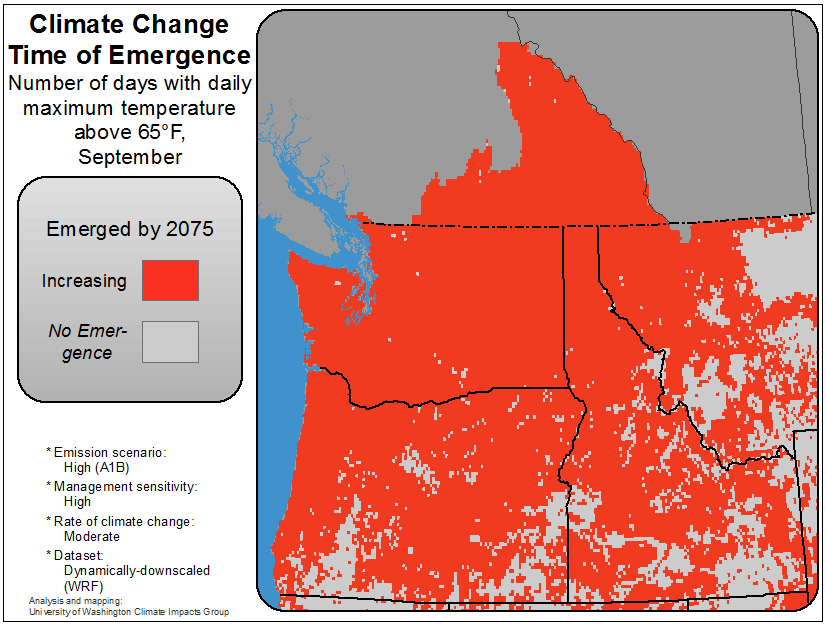 Climate Change
Time of Emergence
Number of days with daily
maximum temperature
above 65°F,
September
Emerged by 2075
Increasing
No Emer-
gence
* Emission scenario:
High (A1B)
* Management sensitivity:
High
* Rate of climate change:
Moderate
* Dataset:
Dynamically-downscaled
(WRF)
Analysis and mapping:
University of Washington Climate Impacts Group